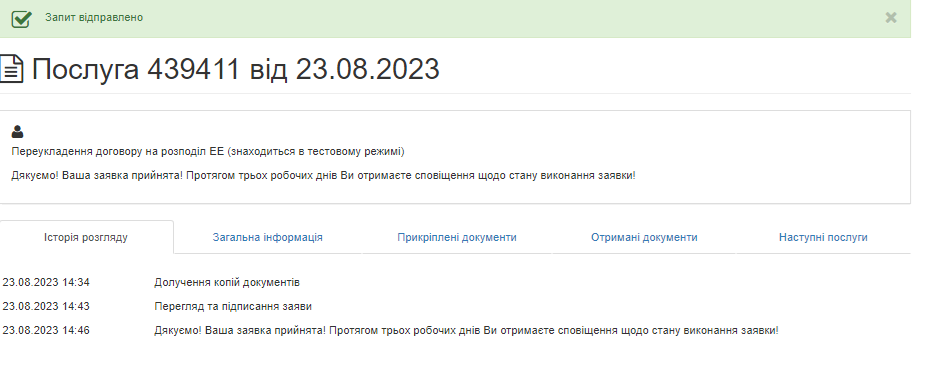 Запит відправлено
Послуга 439411 від 23.08.2023
Переукладення договору на розподіл ЕЕ (знаходиться в тестовому режимі)
Дякуємо! Ваша заявка прийнята! Протягом трьох робочих днів Ви отримаєте сповіщення щодо стану виконання заявки!
Історія розгляду Загальна інформація Прикріплені документи Отримані документи Наступні послуги
23.08.2023 14:34 Долучення копій документів
23.08.2023 14:43 Перегляд та підписання заяви
23.08.2023 14:46 Дякуємо! Ваша заявка прийнята! Протягом трьох робочих днів Ви отримаєте сповіщення щодо стану виконання заявки!